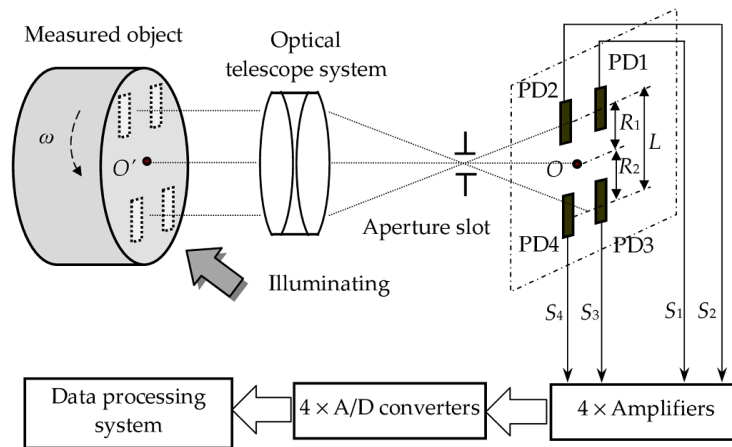 Measured object
Optical
telescope system
PD1
PD2
ω
O'
R₁
L
O
R₂
Aperture slot
PD4
PD3
Illuminating
S₄
S₃
S₁
S₂
Data processing
system
4 × A/D converters
4 × Amplifiers